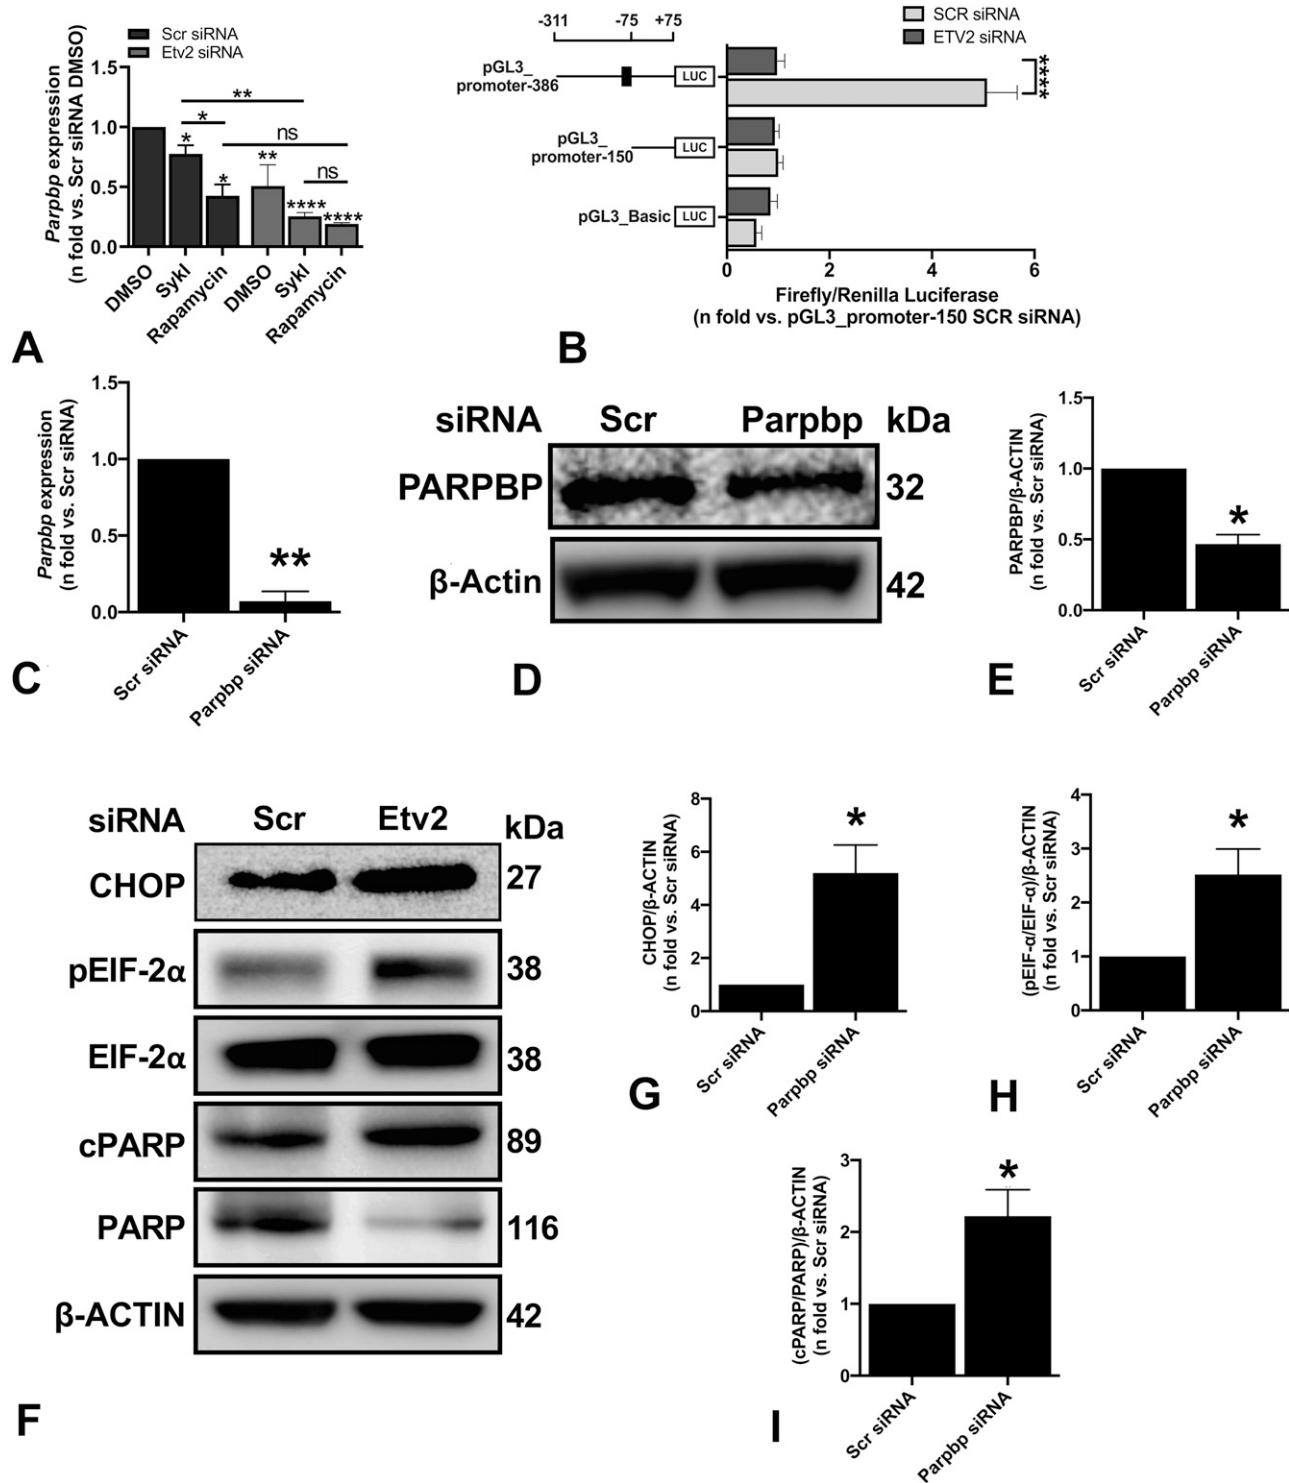 Scr siRNA
Etv2 siRNA
Parpbp expression
(n fold vs. Scr siRNA DMSO)
1.5
1.0
0.5
0.0
**
*
ns
*
*
**
ns
****
****
DMSO
SykI
Rapamycin
DMSO
SykI
Rapamycin
A
-311
-75
+75
SCR siRNA
ETV2 siRNA
pGL3_
promoter-386
LUC
****
pGL3_
promoter-150
LUC
pGL3_Basic
LUC
0
2
4
6
Firefly/Renilla Luciferase
(n fold vs. pGL3_promoter-150 SCR siRNA)
B
Parpbp expression
(n fold vs. Scr siRNA)
1.5
1.0
0.5
0.0
**
Scr siRNA
Parpbp siRNA
C
siRNA Scr Parpbp kDa
PARPBP 32
β-Actin 42
D
PARPBP/β-ACTIN
(n fold vs. Scr siRNA)
1.5
1.0
0.5
0.0
*
Scr siRNA
Parpbp siRNA
E
siRNA Scr Etv2 kDa
CHOP 27
pEIF-2α 38
EIF-2α 38
cPARP 89
PARP 116
β-ACTIN 42
F
CHOP/β-ACTIN
(n fold vs. Scr siRNA)
8
6
4
2
0
*
Scr siRNA
Parpbp siRNA
G
(pEIF-α/EIF-α)/β-ACTIN
(n fold vs. Scr siRNA)
4
3
2
1
0
*
Scr siRNA
Parpbp siRNA
H
(cPARP/PARP)/β-ACTIN
(n fold vs. Scr siRNA)
3
2
1
0
*
Scr siRNA
Parpbp siRNA
I